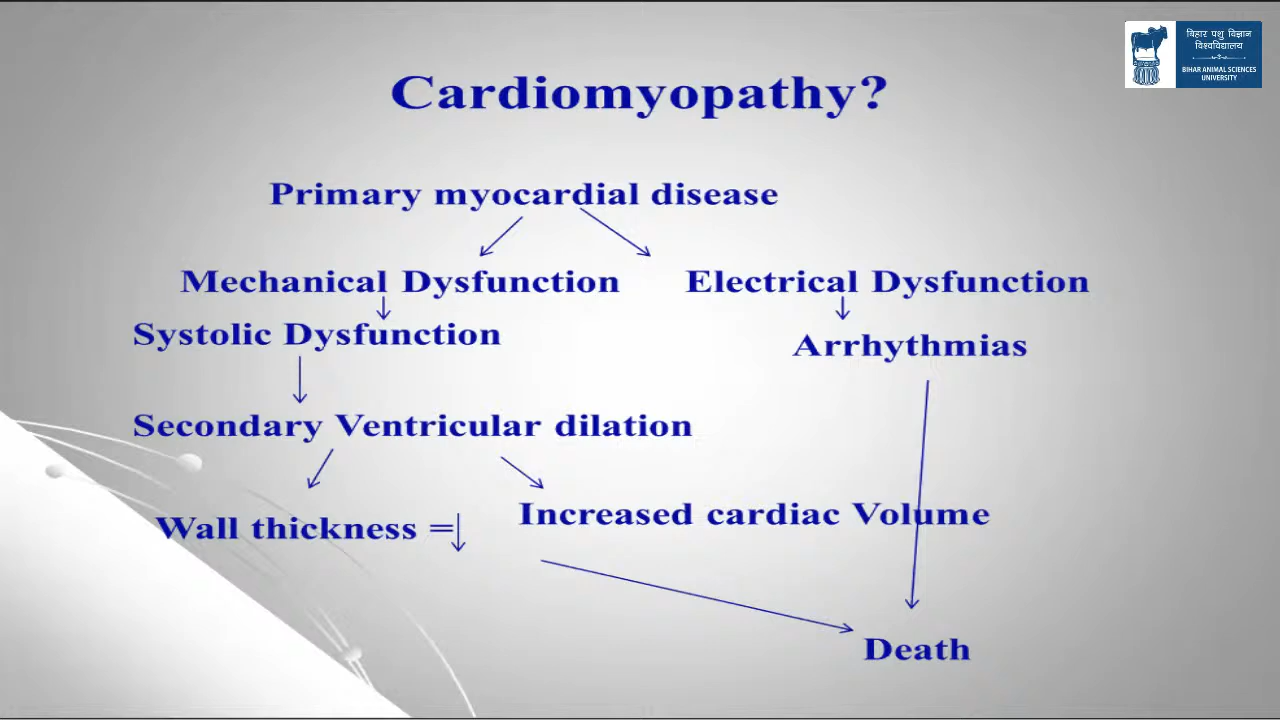 बिहार पशु विज्ञान
विश्वविद्यालय
BIHAR ANIMAL SCIENCES
UNIVERSITY
Cardiomyopathy?
Primary myocardial disease
Mechanical Dysfunction
Electrical Dysfunction
Systolic Dysfunction
Arrhythmias
Secondary Ventricular dilation
Wall thickness =↓
Increased cardiac Volume
Death